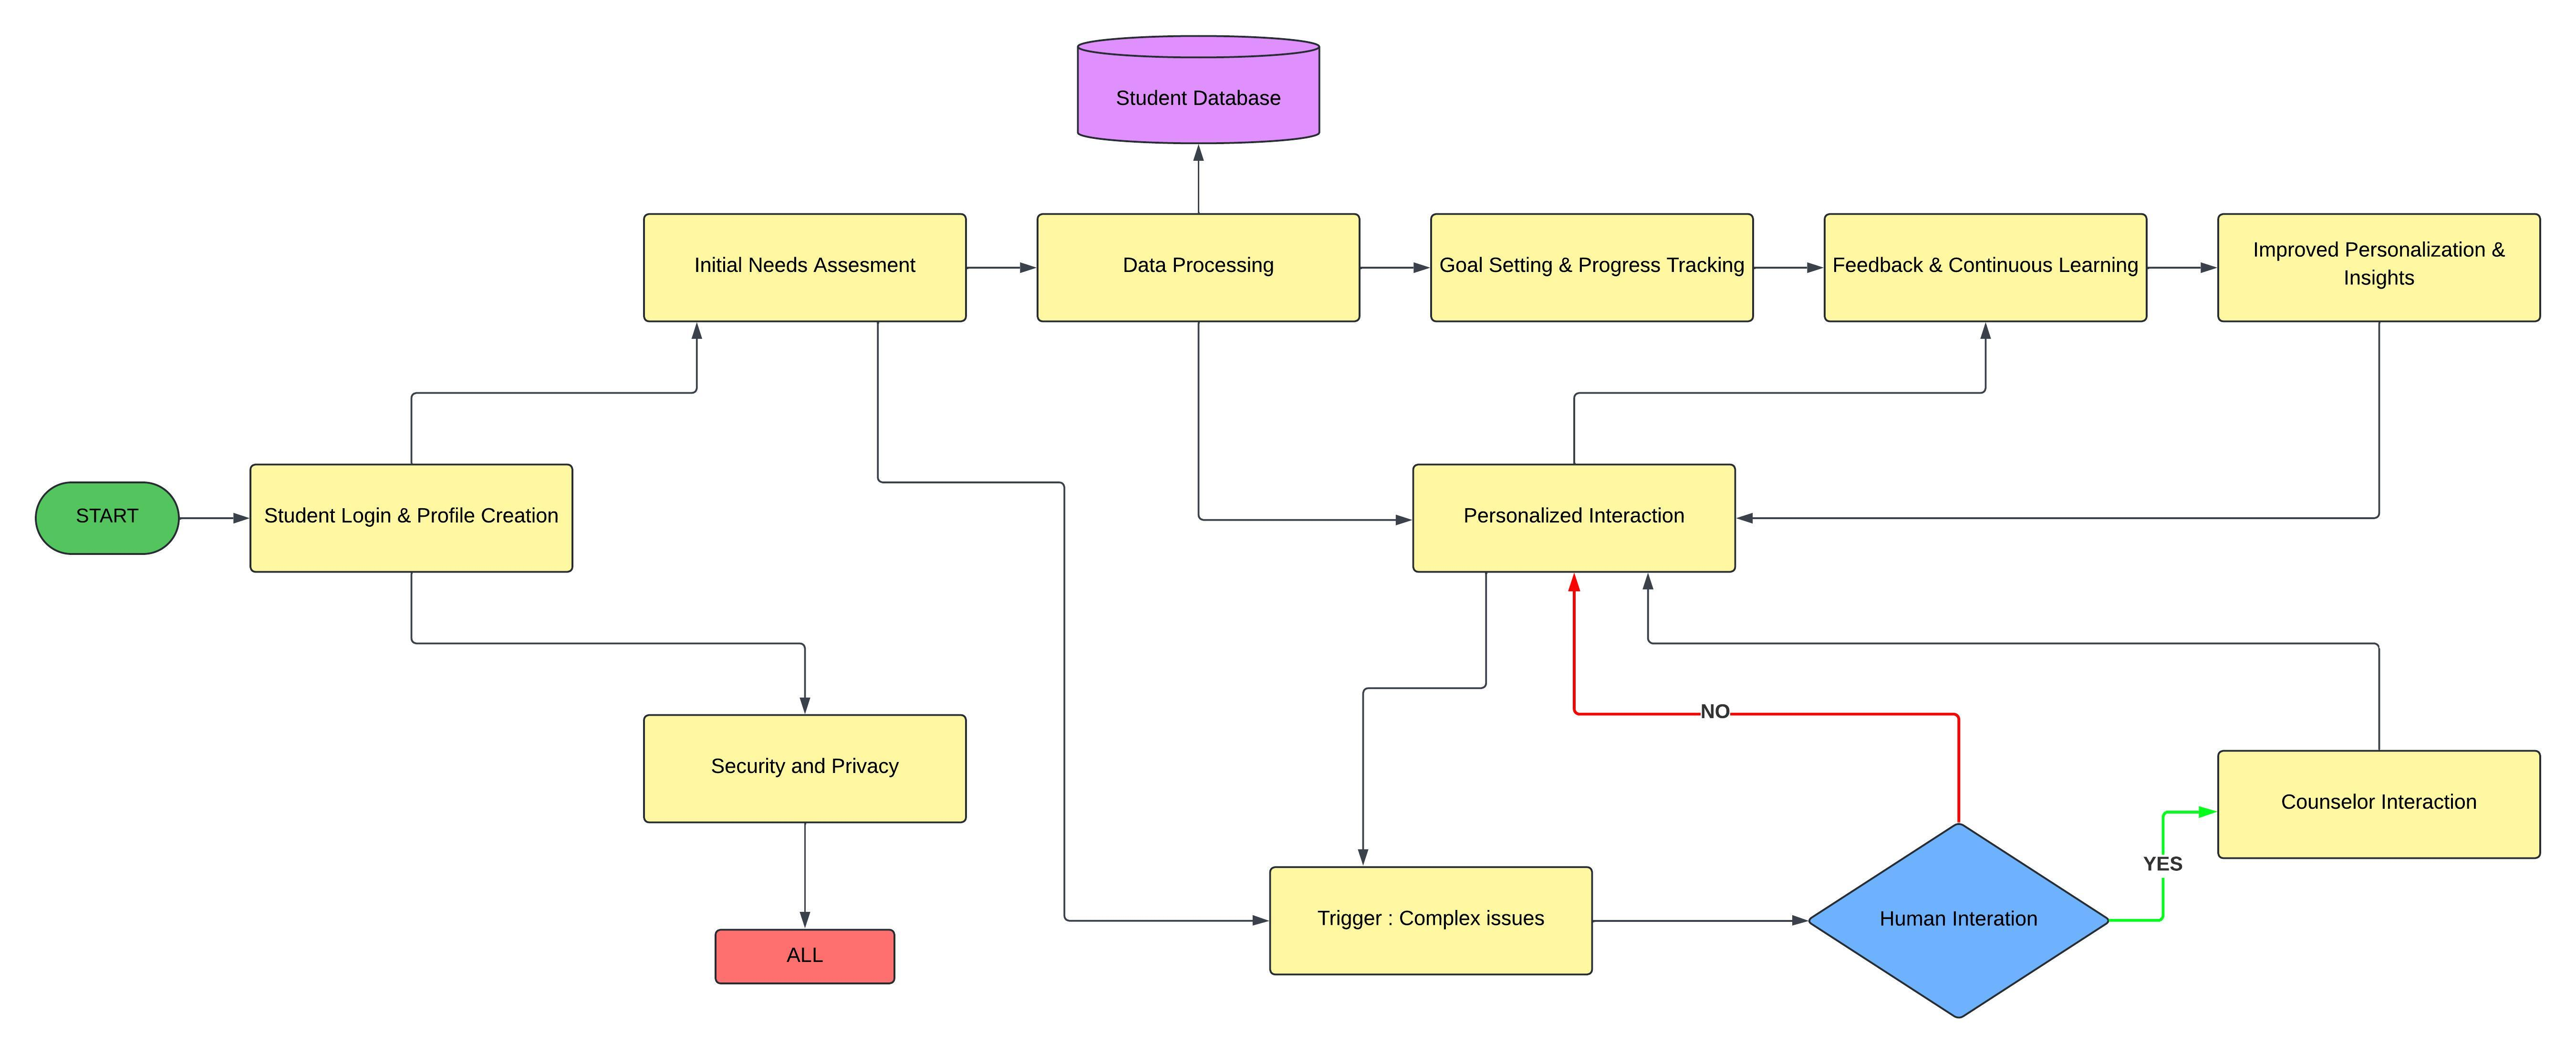 Student Database
Initial Needs Assesment
Data Processing
Goal Setting & Progress Tracking
Feedback & Continuous Learning
Improved Personalization &
Insights
START
Student Login & Profile Creation
Personalized Interaction
NO
Security and Privacy
Counselor Interaction
YES
Trigger : Complex issues
Human Interation
ALL